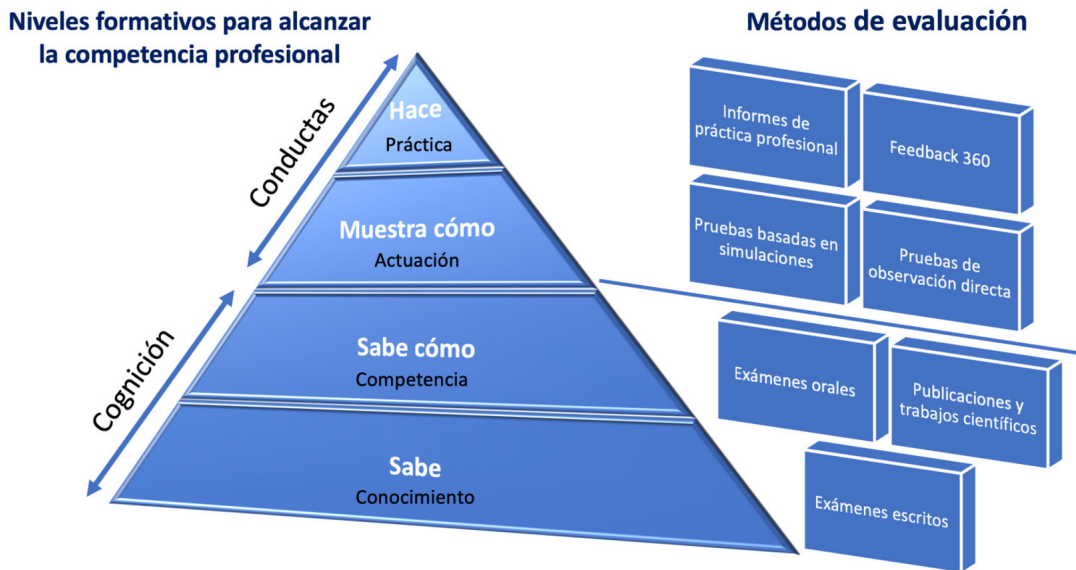 Niveles formativos para alcanzar
la competencia profesional
Métodos de evaluación
Conductas
Cognición
Hace
Práctica
Muestra cómo
Actuación
Sabe cómo
Competencia
Sabe
Conocimiento
Informes de
práctica profesional
Feedback 360
Pruebas basadas en
simulaciones
Pruebas de
observación directa
Exámenes orales
Publicaciones y
trabajos científicos
Exámenes escritos